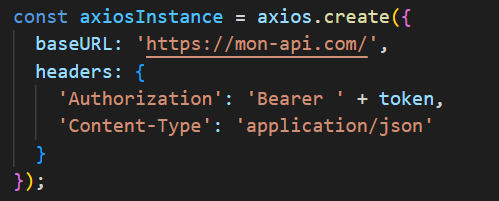 const axiosInstance = axios.create({
  baseURL: 'https://mon-api.com/',
  headers: {
    'Authorization': 'Bearer ' + token,
    'Content-Type': 'application/json'
  }
});